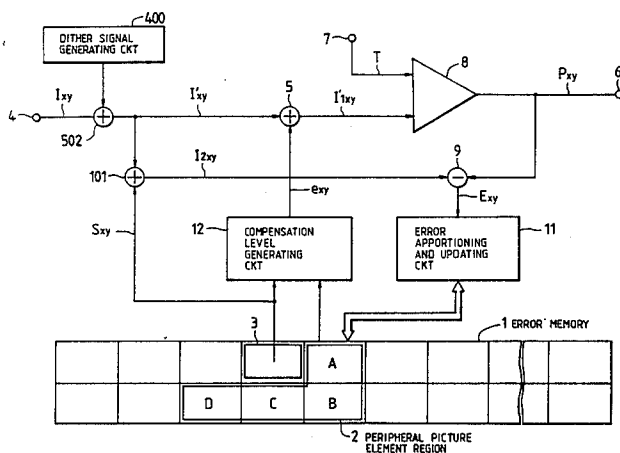 400
DITHER SIGNAL
GENERATING CKT
7
T
8
4
Ixy
502
I'xy
5
I'1xy
Pxy
6
101
I2xy
9
Sxy
exy
Exy
12
COMPENSATION
LEVEL
GENERATING
CKT
ERROR
APPORTIONING
AND UPDATING
CKT
11
3
1 ERROR MEMORY
A
D
C
B
2 PERIPHERAL PICTURE
ELEMENT REGION